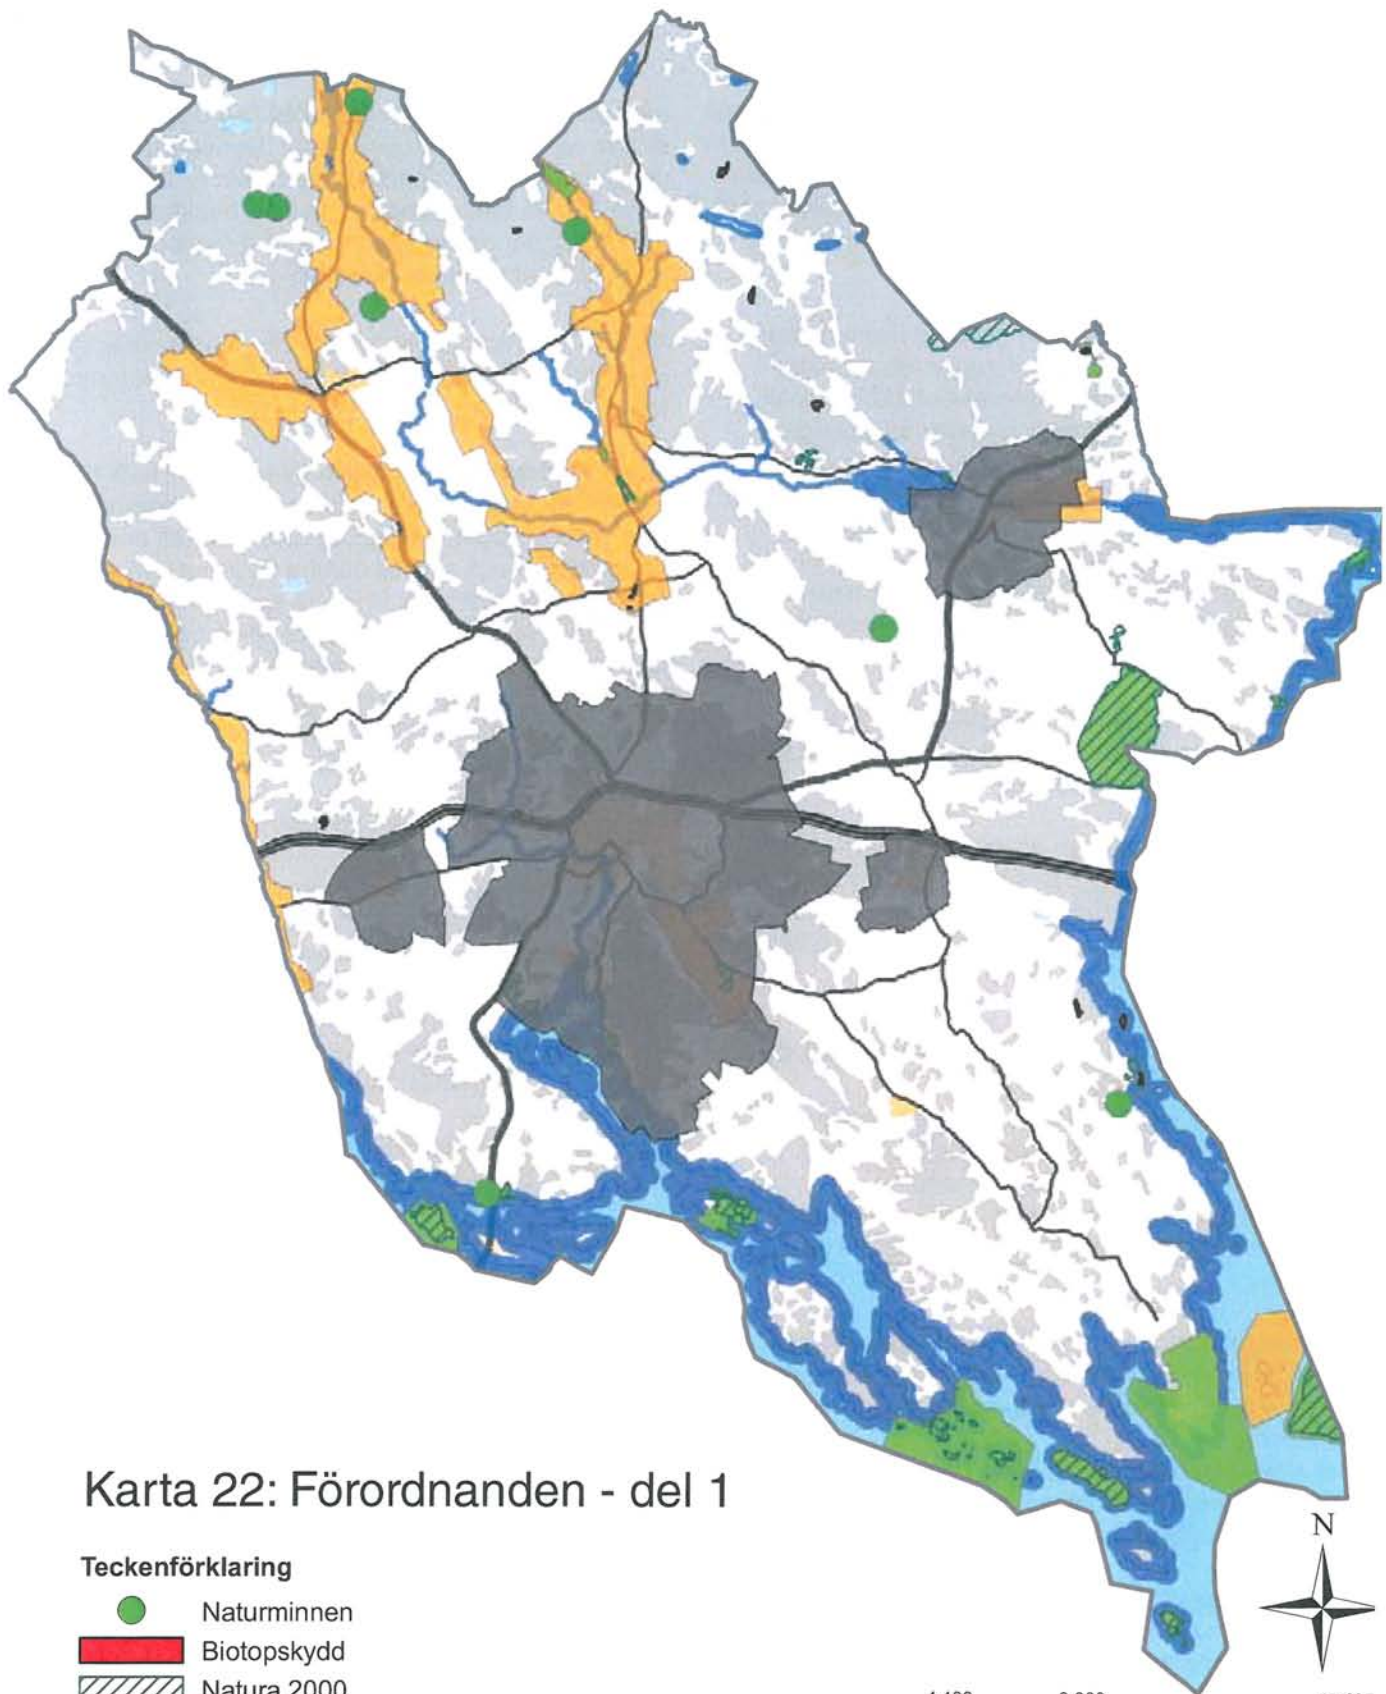 Karta 22: Förordnanden - del 1
N
Teckenförklaring
Naturminnen
Biotopskydd
Natura 2000